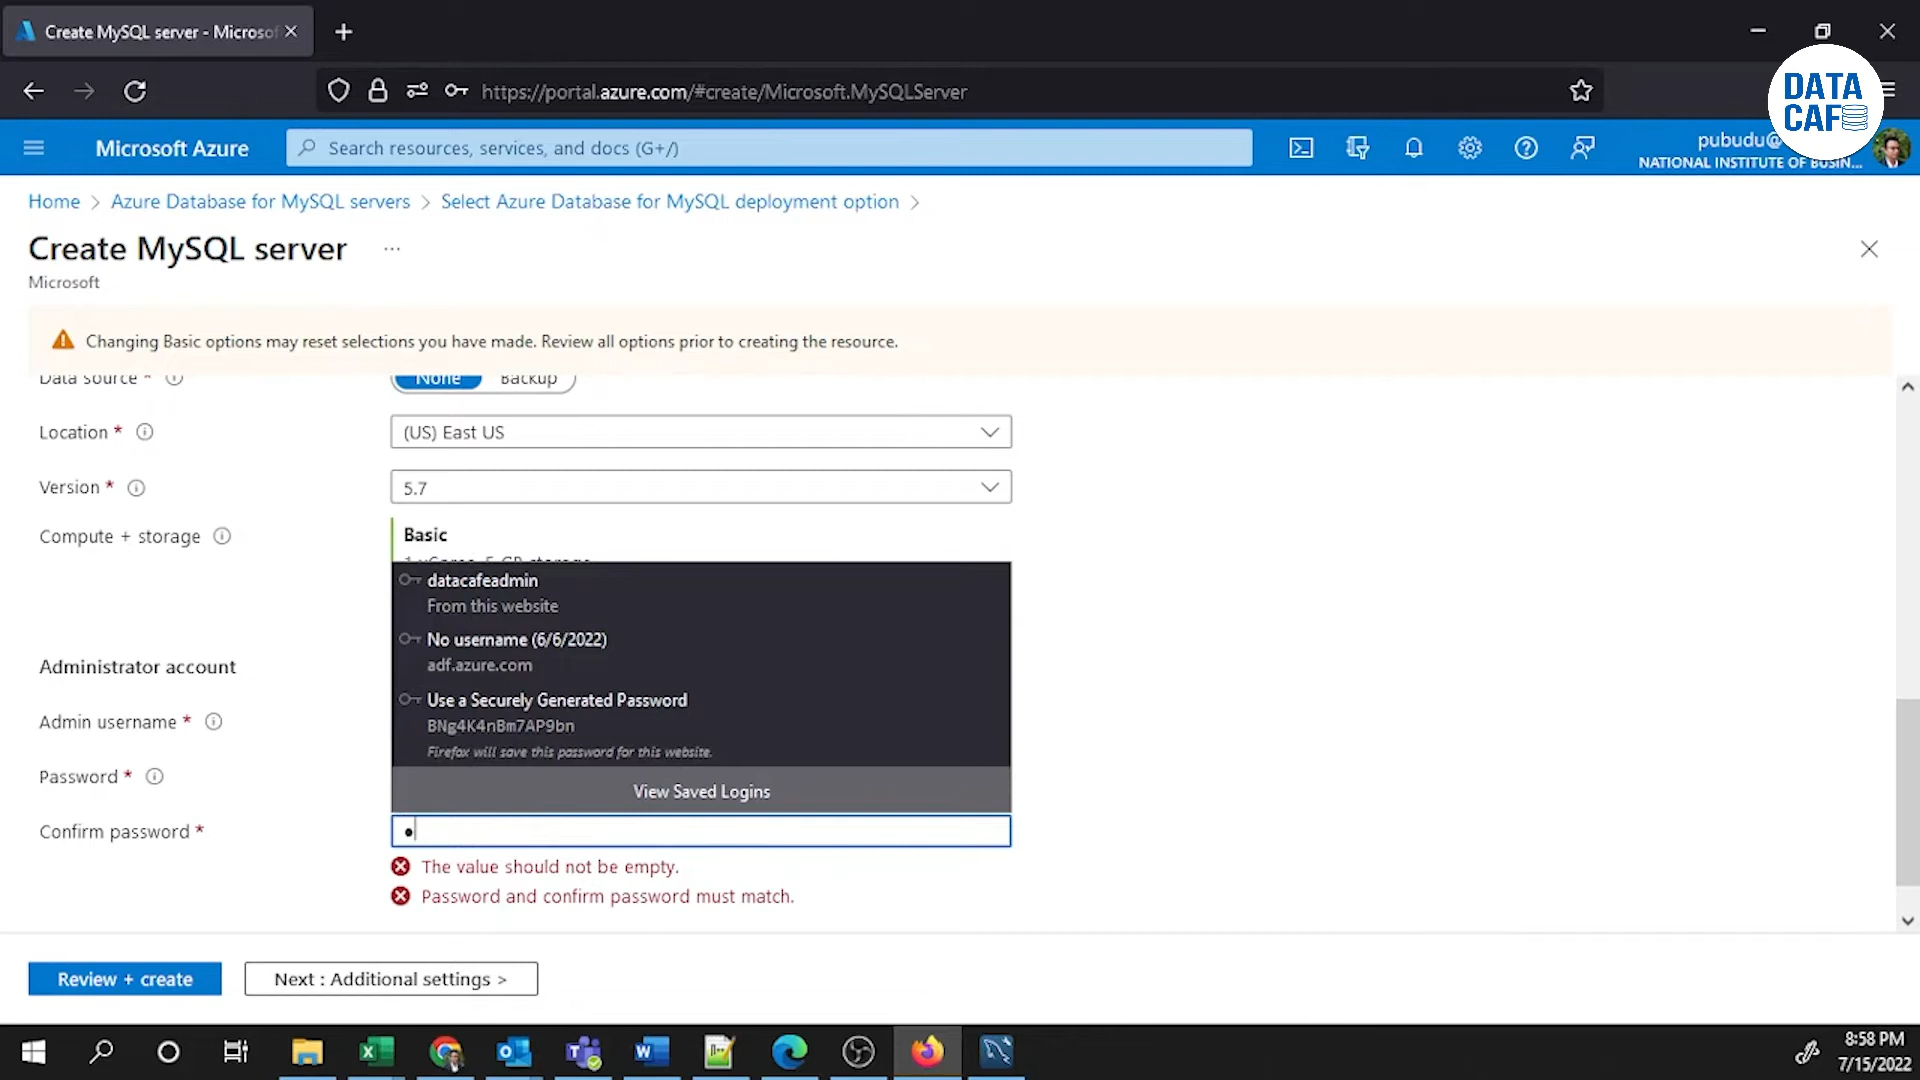 Create MySQL server - Microsof
https://portal.azure.com/#create/Microsoft.MySQLServer
DATA
CAF
Microsoft Azure
Search resources, services, and docs (G+/)
pubudu@
NATIONAL INSTITUTE OF BUSIN...
Home > Azure Database for MySQL servers > Select Azure Database for MySQL deployment option >
Create MySQL server ...
Microsoft
Changing Basic options may reset selections you have made. Review all options prior to creating the resource.
Data source * None Backup
Location * (US) East US
Version * 5.7
Compute + storage Basic
1 vCores, 5 GB storage
datacafeadmin
From this website
No username (6/6/2022)
adf.azure.com
Administrator account
Use a Securely Generated Password
BNg4K4nBm7AP9bn
Firefox will save this password for this website.
Admin username *
Password *
View Saved Logins
Confirm password *
The value should not be empty.
Password and confirm password must match.
Review + create
Next : Additional settings >
8:58 PM
7/15/2022